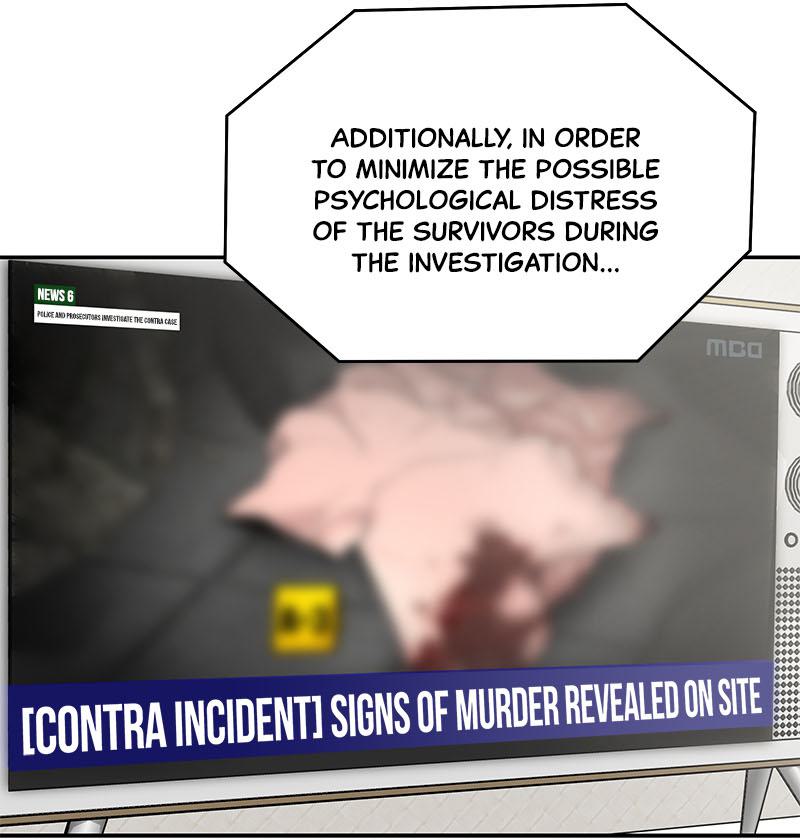 ADDITIONALLY, IN ORDER
TO MINIMIZE THE POSSIBLE
PSYCHOLOGICAL DISTRESS
OF THE SURVIVORS DURING
THE INVESTIGATION...
NEWS 6
POLICE AND PROSECUTORS INVESTIGATE THE CONTRA CASE
MBO
[CONTRA INCIDENT] SIGNS OF MURDER REVEALED ON SITE